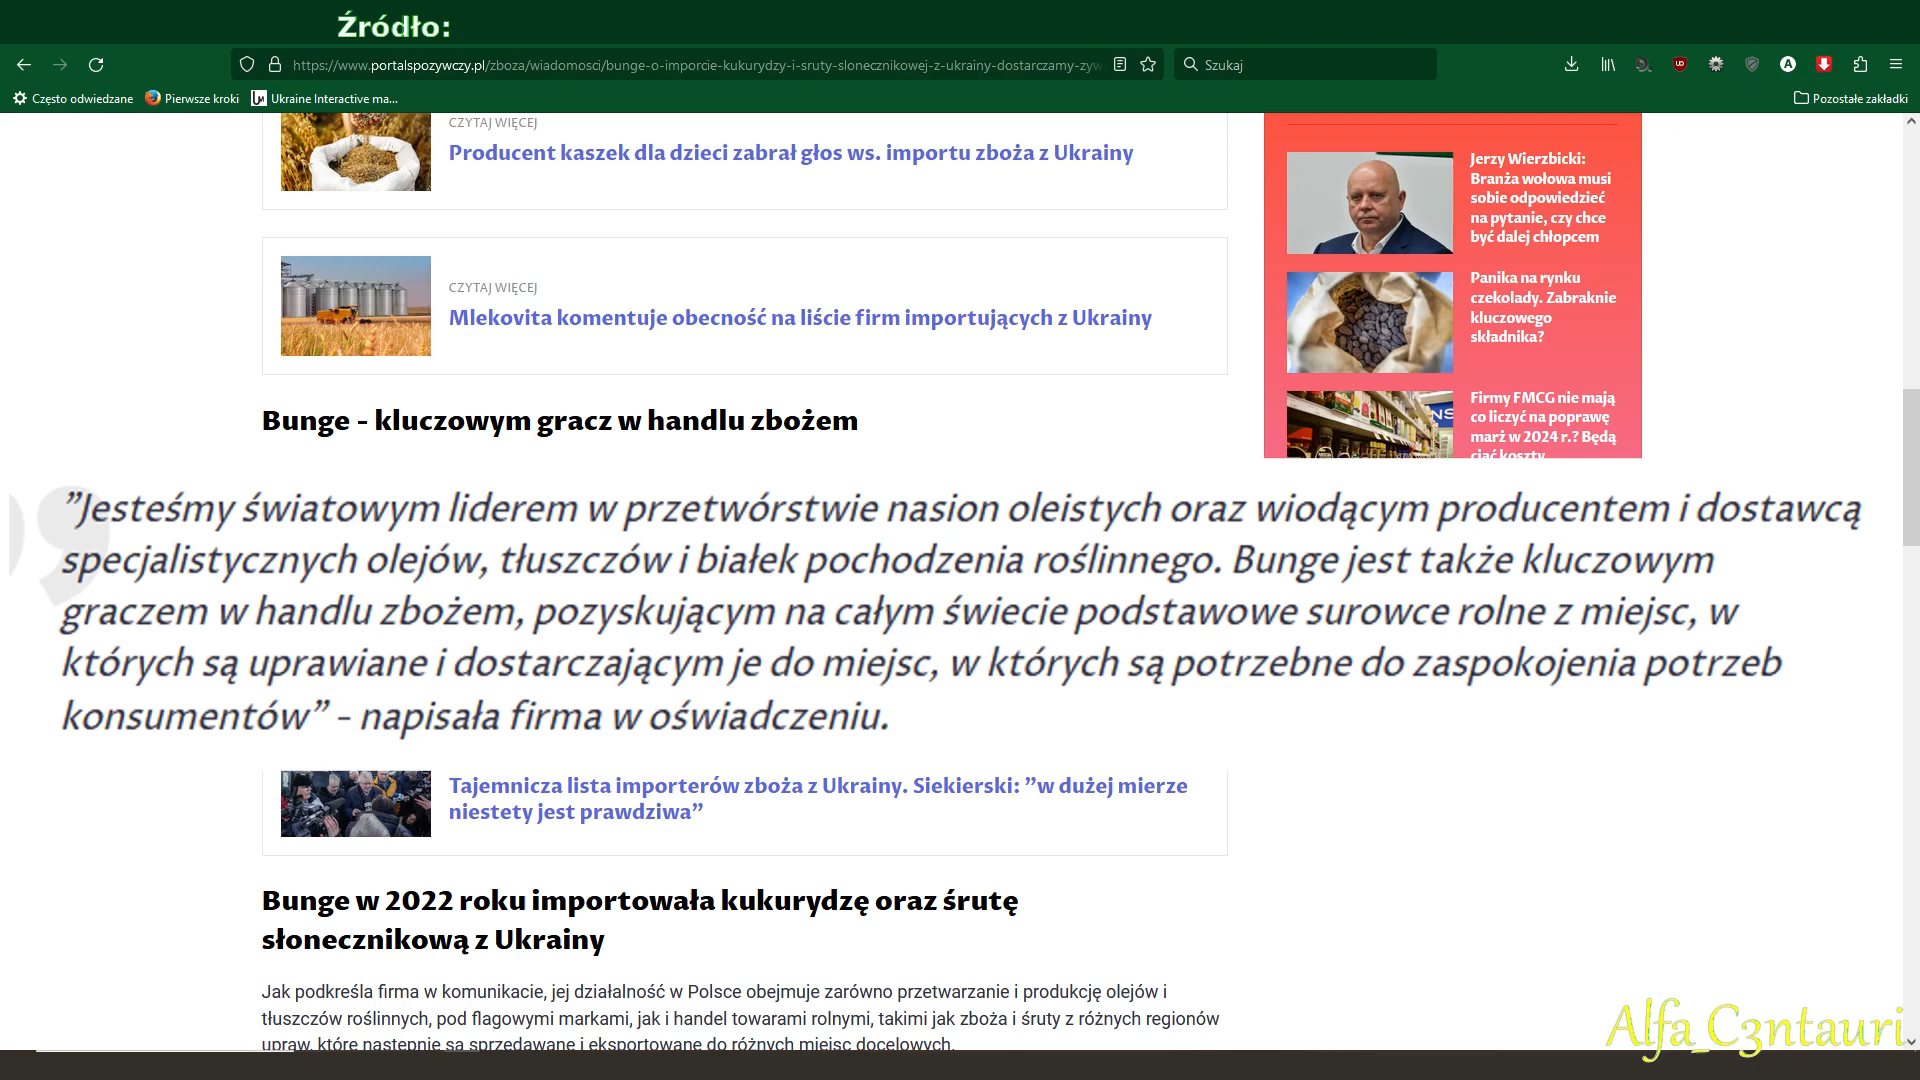 Źródło:
https://www.portalspozywczy.pl/zboza/wiadomosci/bunge-o-imporcie-kukurydzy-i-sruty-slonecznikowej-z-ukrainy-dostarczamy-zyw
Szukaj
Często odwiedzane
Pierwsze kroki
Ukraine Interactive ma...
Pozostałe zakładki
CZYTAJ WIĘCEJ
Producent kaszek dla dzieci zabrał głos ws. importu zboża z Ukrainy
CZYTAJ WIĘCEJ
Mlekovita komentuje obecność na liście firm importujących z Ukrainy
Jerzy Wierzbicki:
Branża wołowa musi
sobie odpowiedzieć
na pytanie, czy chce
być dalej chłopcem
Panika na rynku
czekolady. Zabraknie
kluczowego
składnika?
Firmy FMCG nie mają
co liczyć na poprawę
marż w 2024 r.? Będą
ciąć koszty
Bunge - kluczowym gracz w handlu zbożem
”Jesteśmy światowym liderem w przetwórstwie nasion oleistych oraz wiodącym producentem i dostawcą
specjalistycznych olejów, tłuszczów i białek pochodzenia roślinnego. Bunge jest także kluczowym
graczem w handlu zbożem, pozyskującym na całym świecie podstawowe surowce rolne z miejsc, w
których są uprawiane i dostarczającym je do miejsc, w których są potrzebne do zaspokojenia potrzeb
konsumentów” - napisała firma w oświadczeniu.
Tajemnicza lista importerów zboża z Ukrainy. Siekierski: ”w dużej mierze
niestety jest prawdziwa”
Bunge w 2022 roku importowała kukurydzę oraz śrutę
słonecznikową z Ukrainy
Jak podkreśla firma w komunikacie, jej działalność w Polsce obejmuje zarówno przetwarzanie i produkcję olejów i
tłuszczów roślinnych, pod flagowymi markami, jak i handel towarami rolnymi, takimi jak zboża i śruty z różnych regionów
upraw, które następnie są sprzedawane i eksportowane do różnych miejsc docelowych.
Alfa_C3ntauri